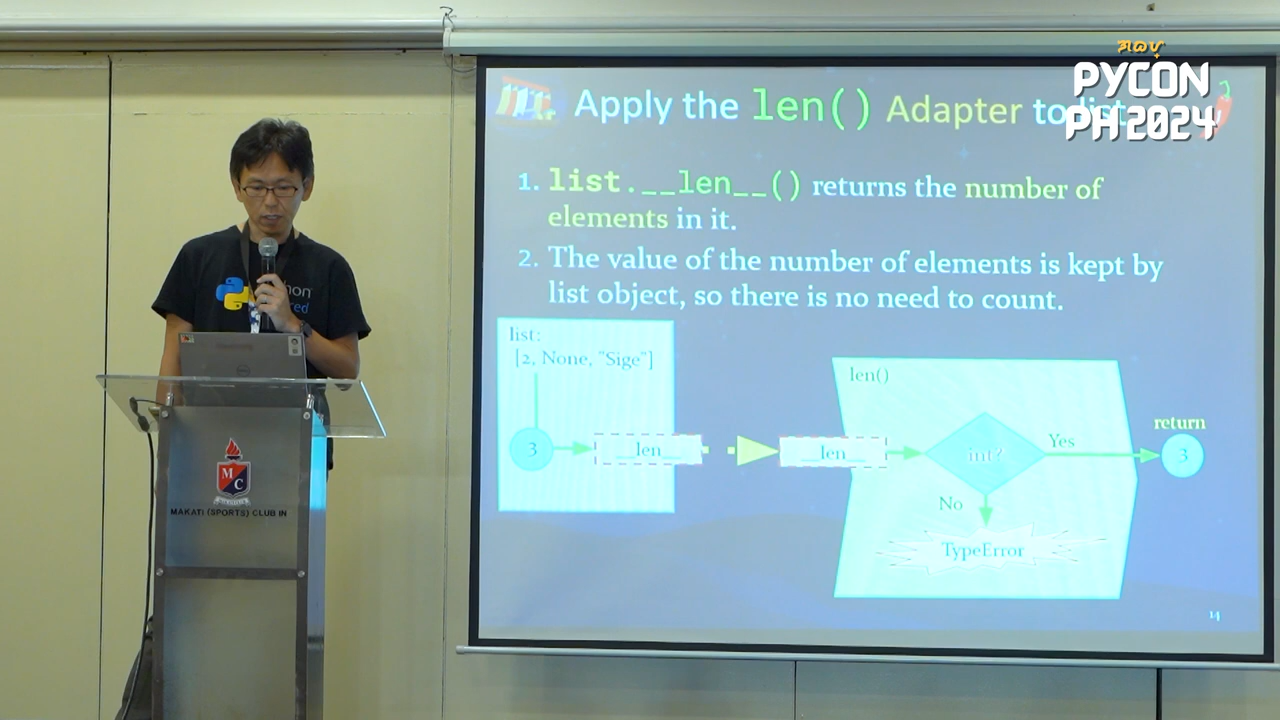 PYCON
PH 2024
Apply the len() Adapter to list
1. list.__len__() returns the number of
elements in it.
2. The value of the number of elements is kept by
list object, so there is no need to count.
list:
[2, None, "Sige"]
3
__len__
__len__
len()
int?
Yes
No
TypeError
return
3
14
M
C
MAKATI (SPORTS) CLUB IN